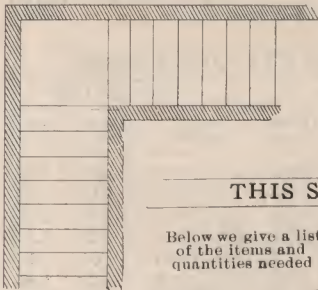 THIS S
Below we give a list
of the items and
quantities needed